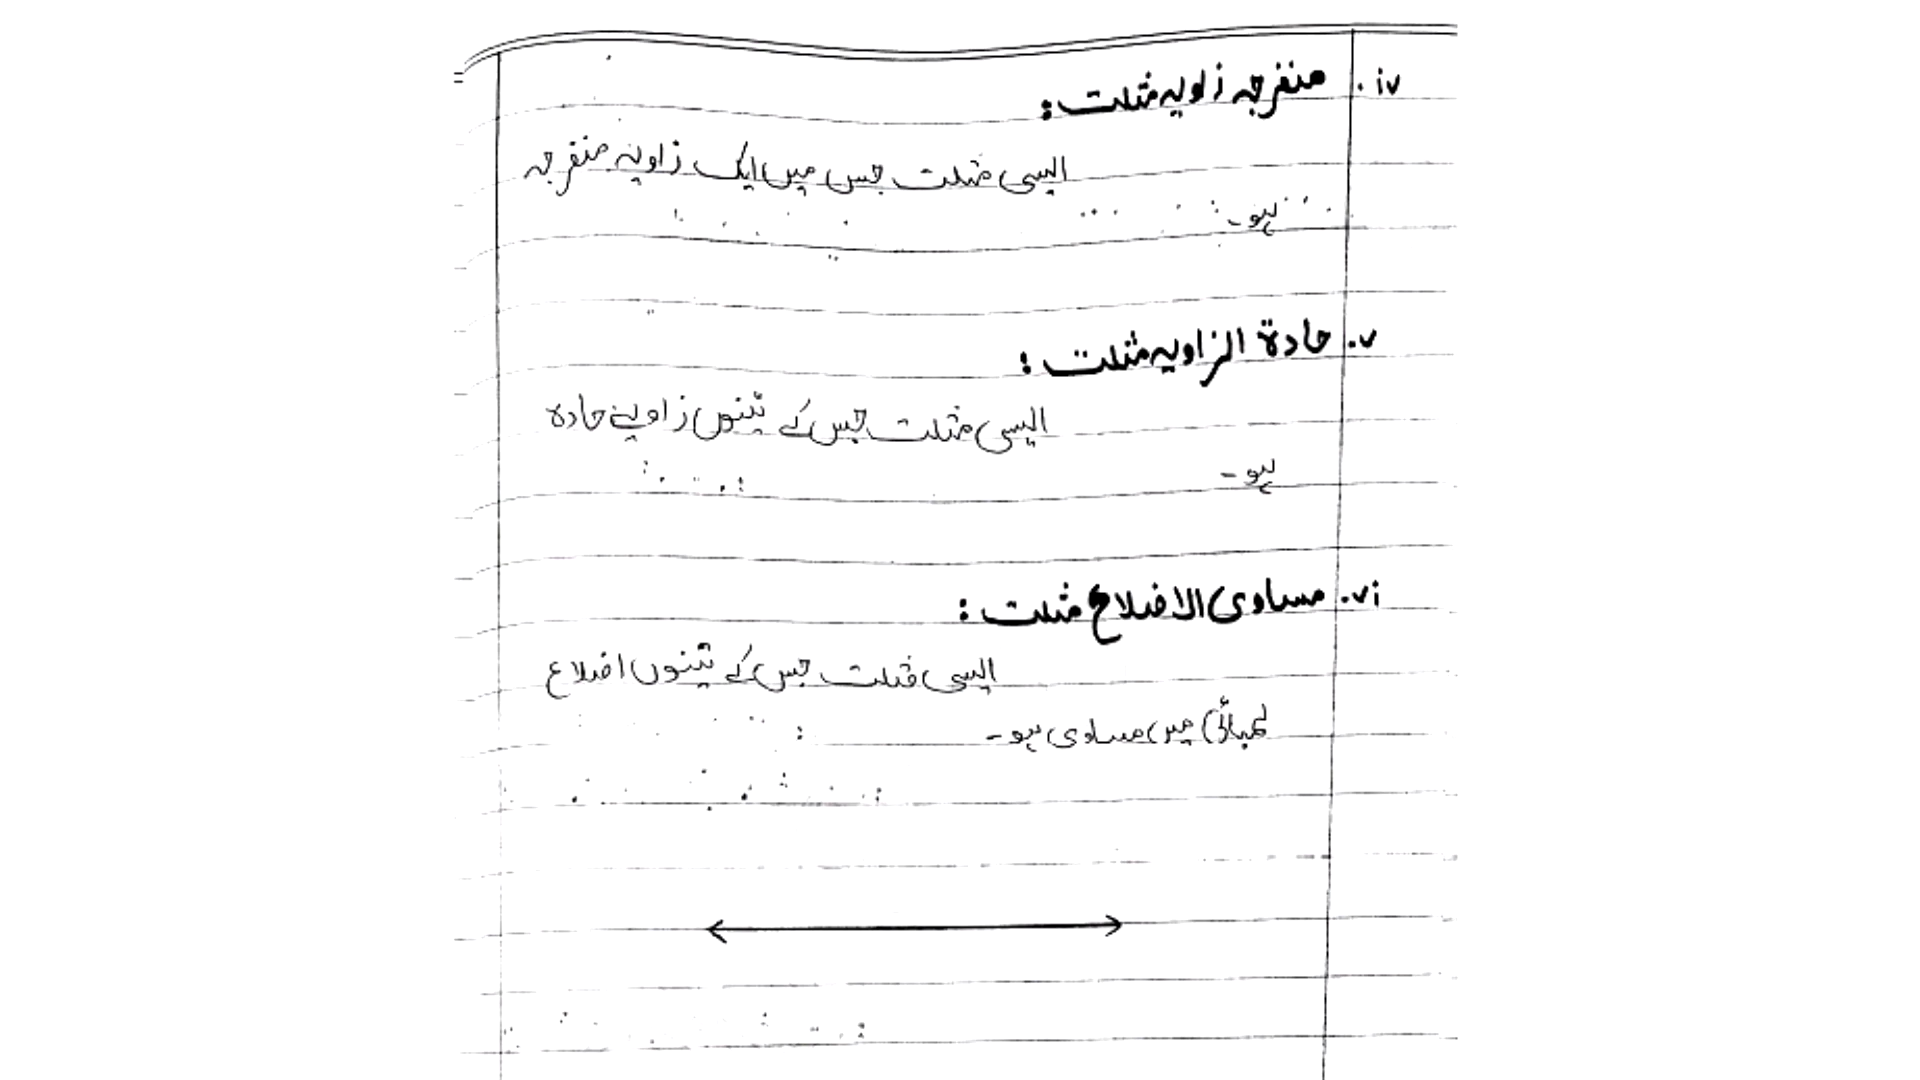 iv. منفرجہ زاویہ مثلث :
ایسی مثلث جس میں ایک زاویہ منفرجہ
ہو۔
v. حادۃ الزاویہ مثلث :
ایسی مثلث جس کے تینوں زاویے حادہ
ہو۔
vi. مساوی الاضلاع مثلث :
ایسی مثلث جس کے تینوں اضلاع
لمبائی میں مساوی ہو۔